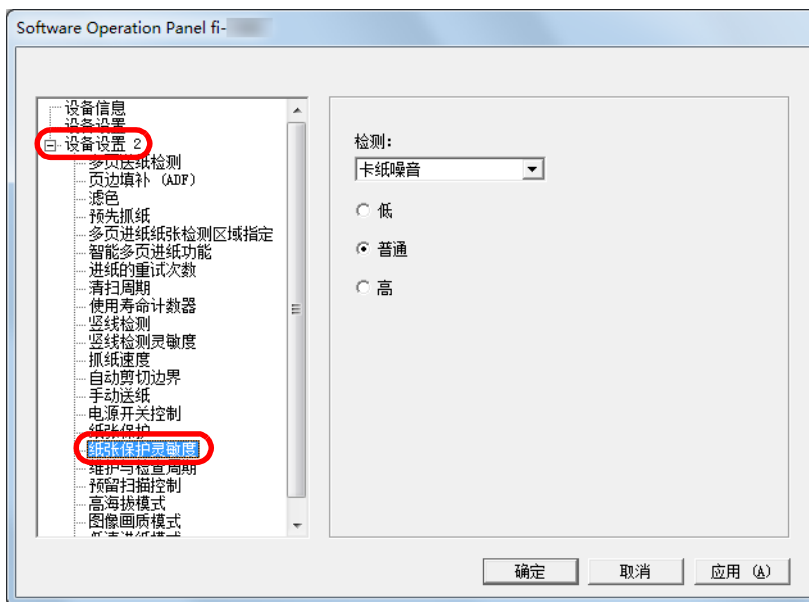 Software Operation Panel fi-
设备信息
设备设置
设备设置 2
多页送纸检测
页边填补 (ADF)
滤色
预先抓纸
多页进纸纸张检测区域指定
智能多页进纸功能
进纸的重试次数
清扫周期
使用寿命计数器
竖线检测
竖线检测灵敏度
抓纸速度
自动剪切边界
手动送纸
电源开关控制
纸张保护
纸张保护灵敏度
维护与检查周期
预留扫描控制
高海拔模式
图像画质模式
低速进纸模式
检测:
卡纸噪音
低
普通
高
确定
取消
应用 (A)